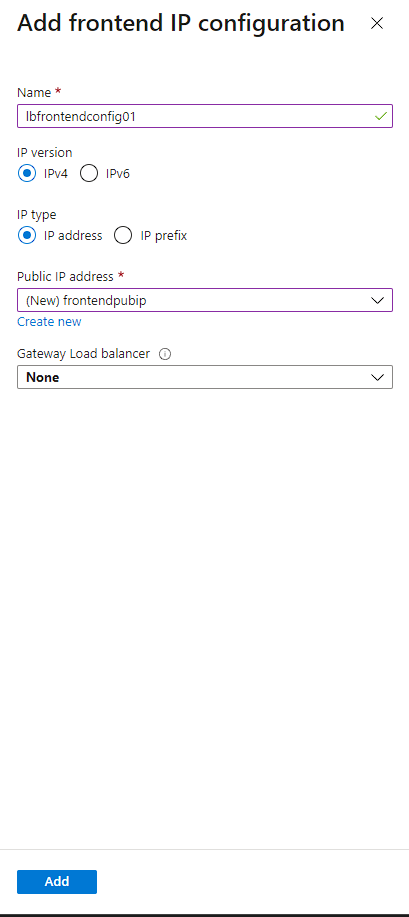 Add frontend IP configuration
Name *
lbfrontendconfig01
IP version
IPv4 IPv6
IP type
IP address IP prefix
Public IP address *
(New) frontendpubip
Create new
Gateway Load balancer
None
Add